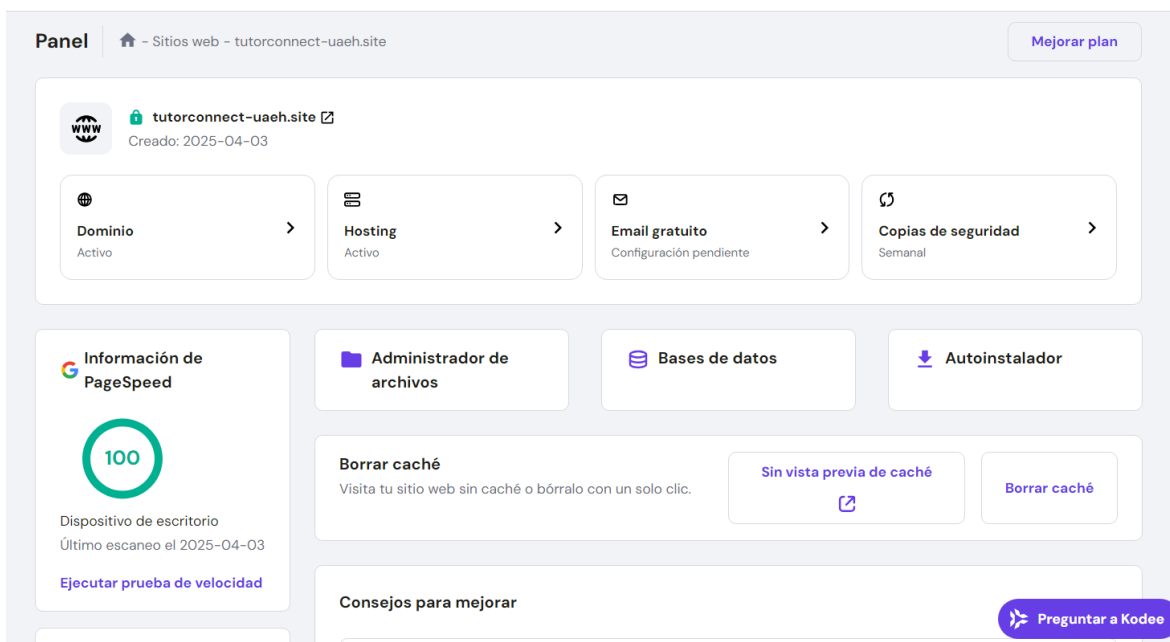 Panel
- Sitios web - tutorconnect-uaeh.site
Mejorar plan
www
tutorconnect-uaeh.site
Creado: 2025-04-03
Dominio
Activo
Hosting
Activo
Email gratuito
Configuración pendiente
Copias de seguridad
Semanal
Información de
PageSpeed
100
Dispositivo de escritorio
Último escaneo el 2025-04-03
Ejecutar prueba de velocidad
Administrador de
archivos
Bases de datos
Autoinstalador
Borrar caché
Visita tu sitio web sin caché o bórralo con un solo clic.
Sin vista previa de caché
Borrar caché
Consejos para mejorar
Preguntar a Kodee